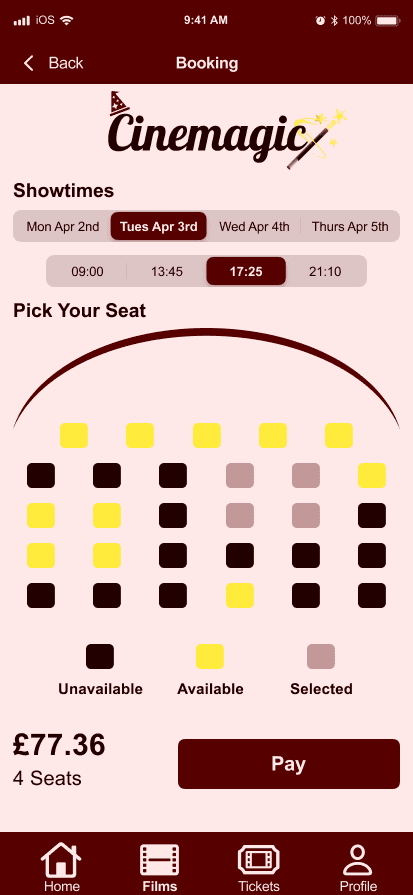 iOS 9:41 AM 100%
Back Booking
Cinemagic
Showtimes
Mon Apr 2nd Tues Apr 3rd Wed Apr 4th Thurs Apr 5th
09:00 13:45 17:25 21:10
Pick Your Seat
Unavailable Available Selected
£77.36
4 Seats
Pay
Home Films Tickets Profile